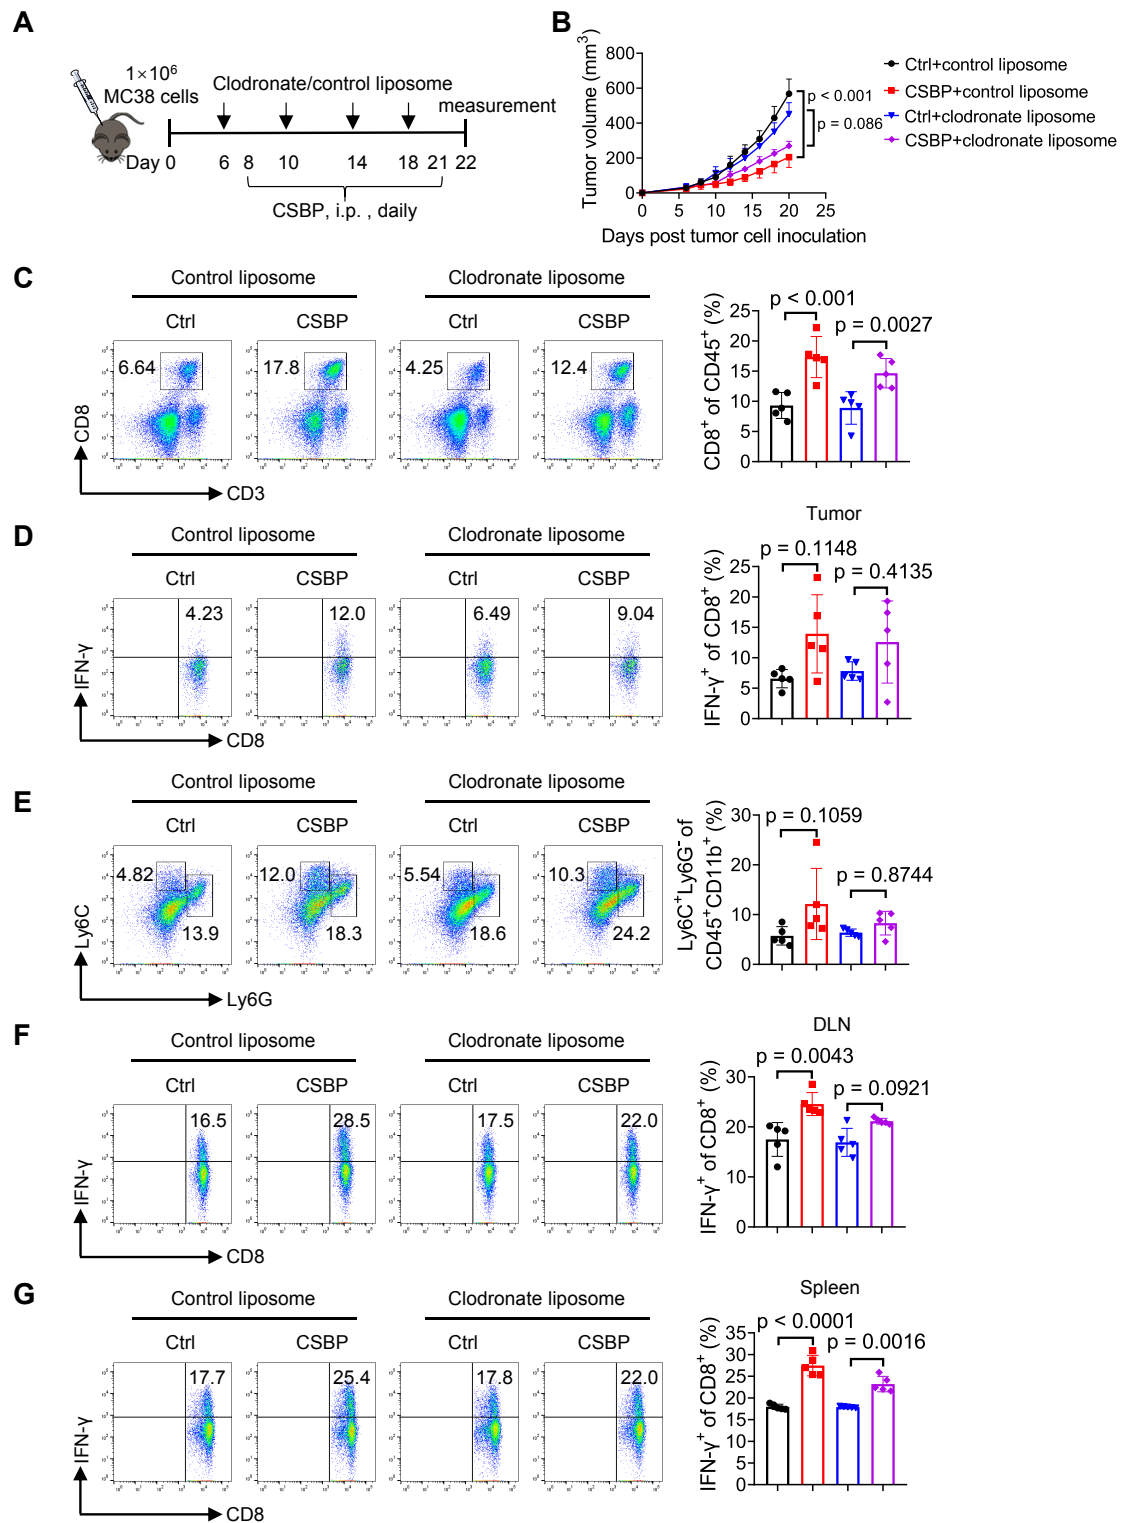 A
1×10⁶
MC38 cells
Clodronate/control liposome
measurement
Day 0 6 8 10 14 18 21 22
CSBP, i.p. , daily
B
Tumor volume (mm³)
800
600
400
200
0
0 5 10 15 20 25
Days post tumor cell inoculation
p < 0.001
p = 0.086
Ctrl+control liposome
CSBP+control liposome
Ctrl+clodronate liposome
CSBP+clodronate liposome
C
Control liposome Clodronate liposome
Ctrl CSBP Ctrl CSBP
6.64 17.8 4.25 12.4
CD8
CD3
CD8⁺ of CD45⁺ (%)
25
20
15
10
5
0
p < 0.001
p = 0.0027
D
Control liposome Clodronate liposome
Ctrl CSBP Ctrl CSBP
4.23 12.0 6.49 9.04
IFN-γ
CD8
Tumor
IFN-γ⁺ of CD8⁺ (%)
25
20
15
10
5
0
p = 0.1148
p = 0.4135
E
Control liposome Clodronate liposome
Ctrl CSBP Ctrl CSBP
4.82 12.0 5.54 10.3
13.9 18.3 18.6 24.2
Ly6C
Ly6G
Ly6C⁺Ly6G⁻ of
CD45⁺CD11b⁺ (%)
30
20
10
0
p = 0.1059
p = 0.8744
F
Control liposome Clodronate liposome
Ctrl CSBP Ctrl CSBP
16.5 28.5 17.5 22.0
IFN-γ
CD8
DLN
IFN-γ⁺ of CD8⁺ (%)
30
20
10
0
p = 0.0043
p = 0.0921
G
Control liposome Clodronate liposome
Ctrl CSBP Ctrl CSBP
17.7 25.4 17.8 22.0
IFN-γ
CD8
Spleen
IFN-γ⁺ of CD8⁺ (%)
35
30
25
20
15
10
5
0
p < 0.0001
p = 0.0016